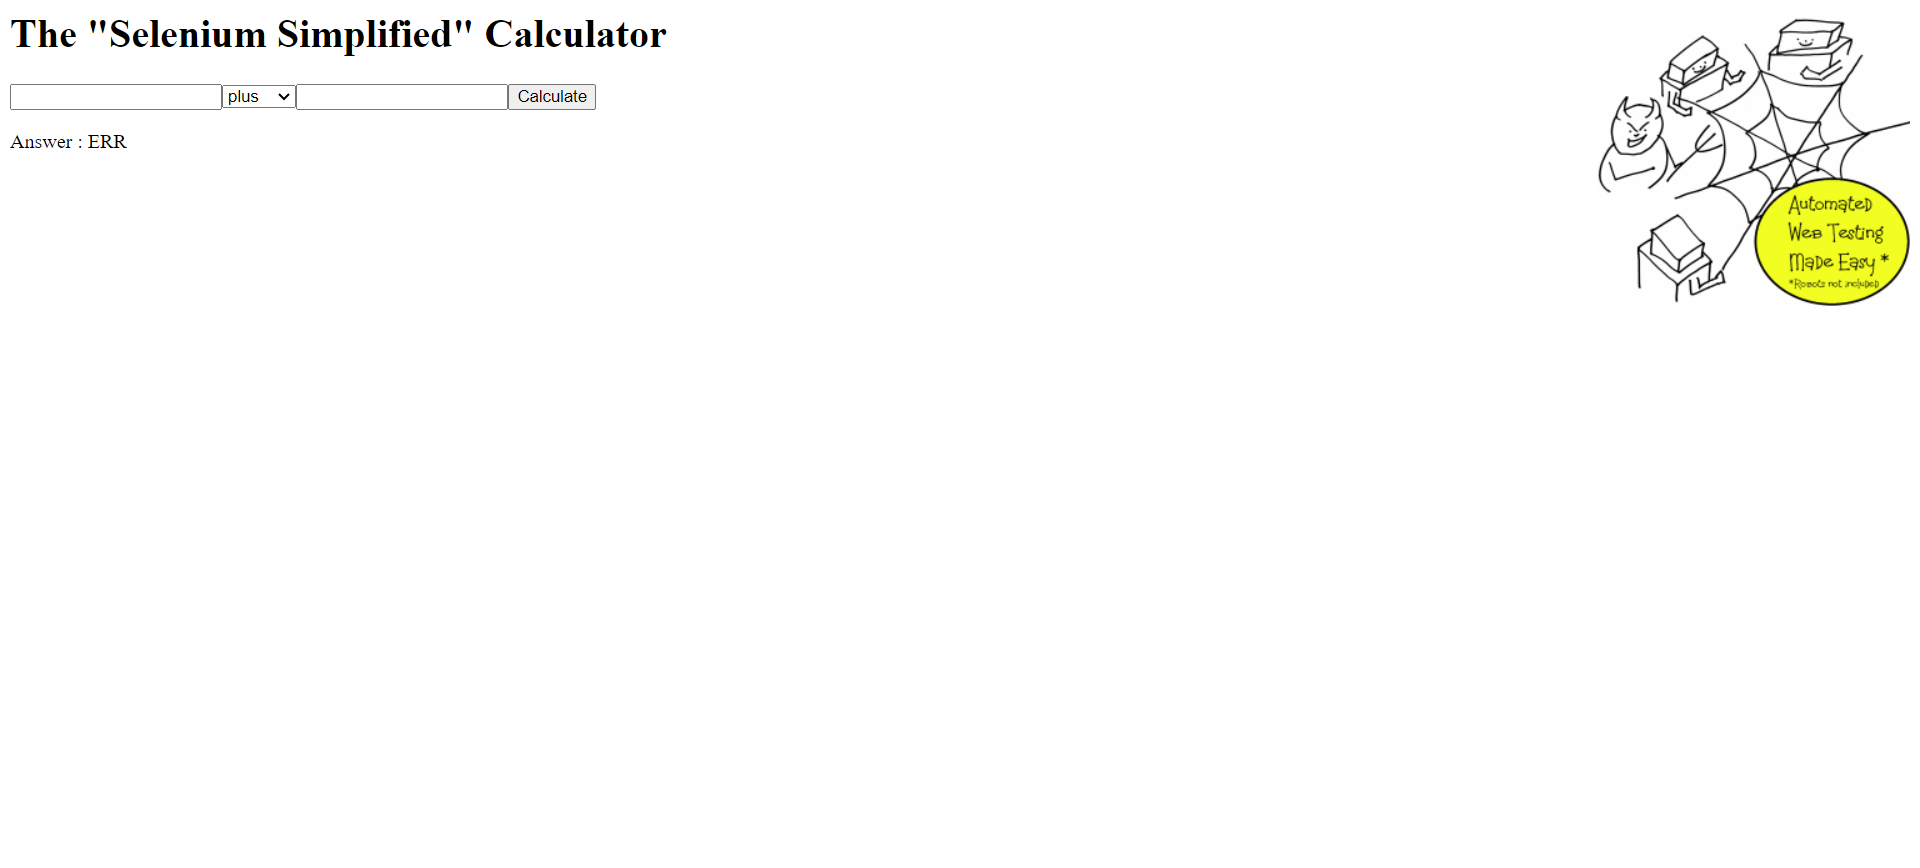 The "Selenium Simplified" Calculator
plus Calculate
Answer : ERR
Automated
Web Testing
Made Easy *
*Robots not included